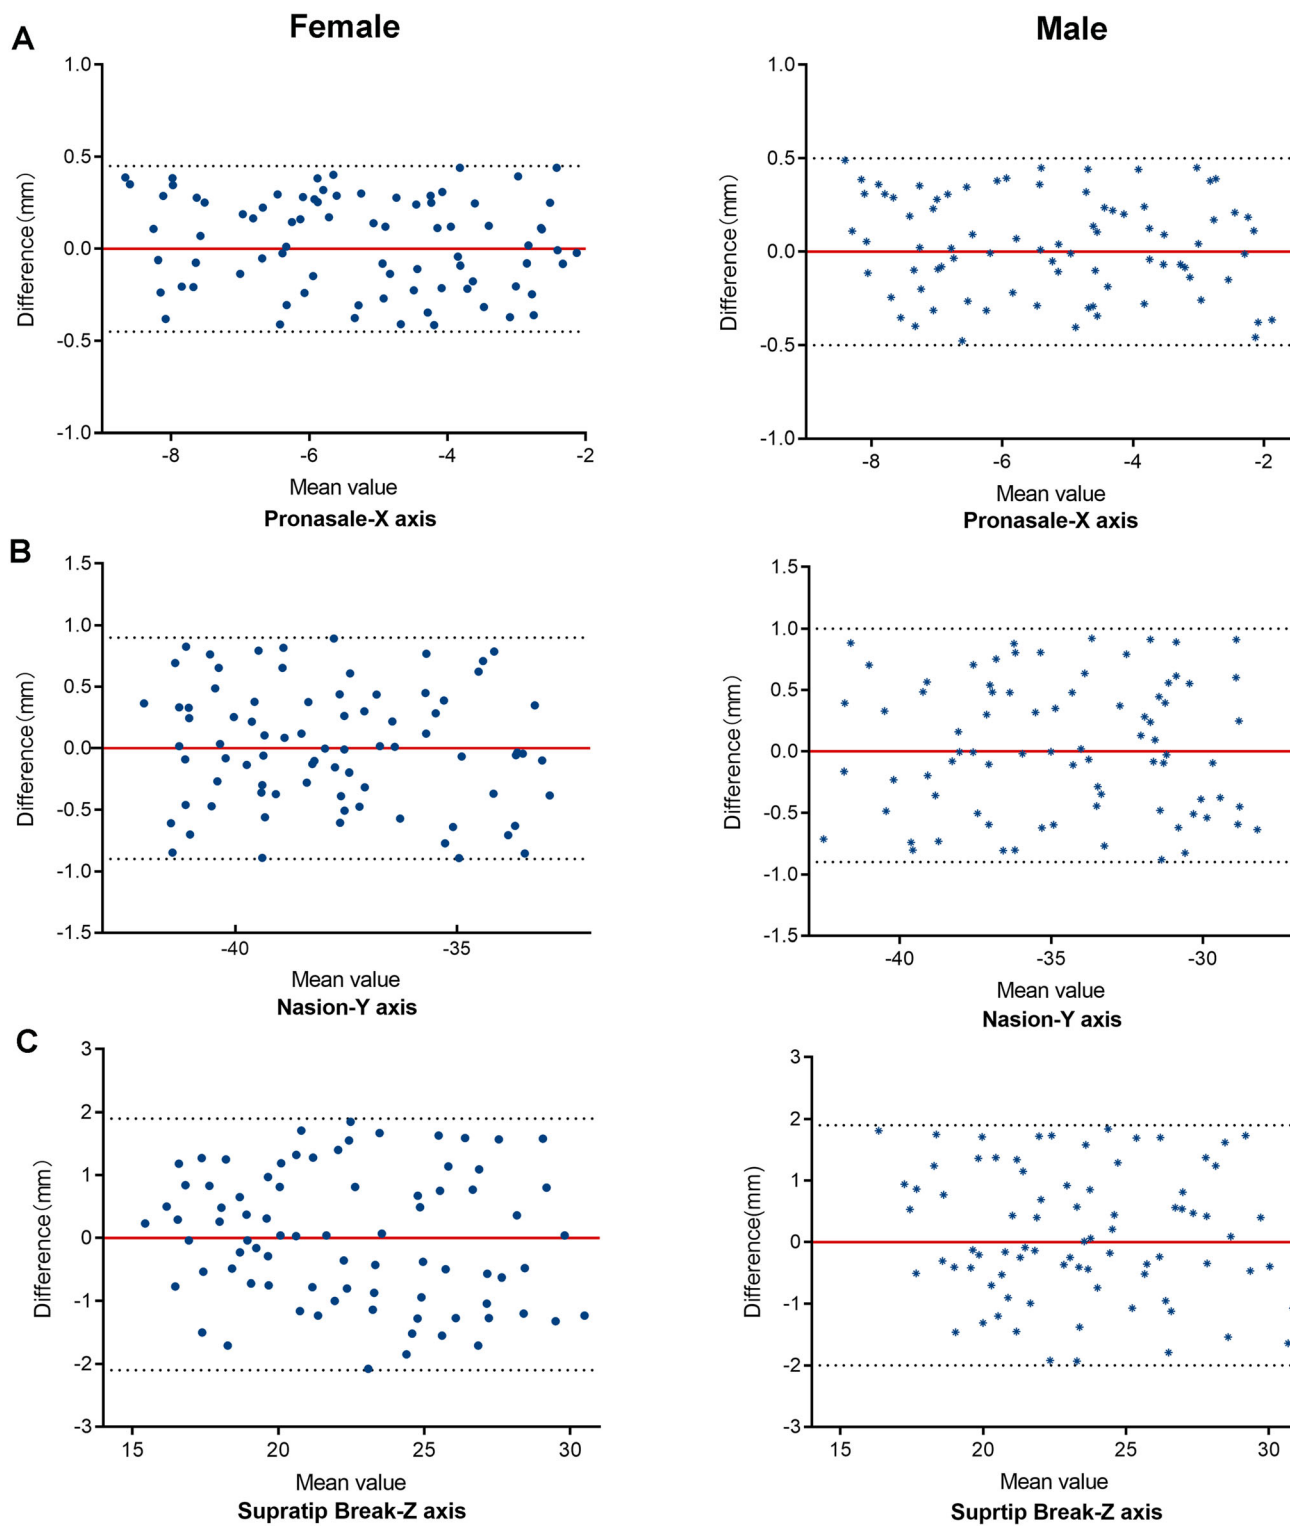 Female
Male
A
1.0
0.5
0.0
-0.5
-1.0
Difference (mm)
-8
-6
-4
-2
Mean value
Pronasale-X axis
1.0
0.5
0.0
-0.5
-1.0
Difference (mm)
-8
-6
-4
-2
Mean value
Pronasale-X axis
B
1.5
1.0
0.5
0.0
-0.5
-1.0
-1.5
Difference (mm)
-40
-35
Mean value
Nasion-Y axis
1.5
1.0
0.5
0.0
-0.5
-1.0
-1.5
Difference (mm)
-40
-35
-30
Mean value
Nasion-Y axis
C
3
2
1
0
-1
-2
-3
Difference (mm)
15
20
25
30
Mean value
Supratip Break-Z axis
3
2
1
0
-1
-2
-3
Difference(mm)
15
20
25
30
Mean value
Suprtip Break-Z axis